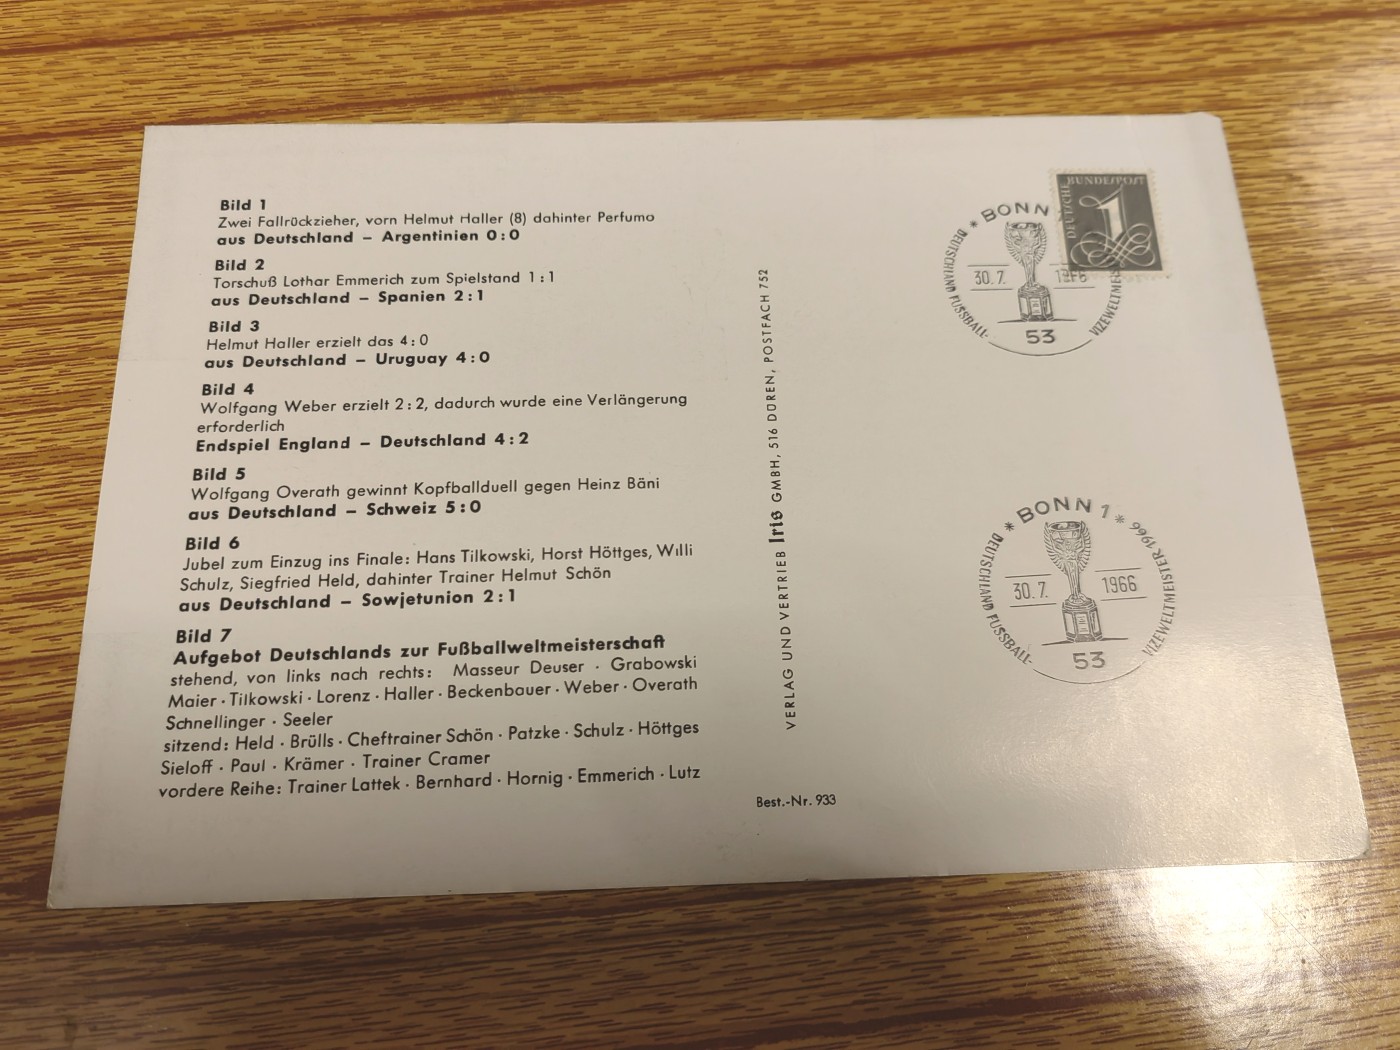 Bild 1
Zwei Fallrückzieher, vorn Helmut Haller (8) dahinter Perfumo
aus Deutschland – Argentinien 0:0
Bild 2
Torschuß Lothar Emmerich zum Spielstand 1:1
aus Deutschland – Spanien 2:1
Bild 3
Helmut Haller erzielt das 4:0
aus Deutschland – Uruguay 4:0
Bild 4
Wolfgang Weber erzielt 2:2, dadurch wurde eine Verlängerung
erforderlich
Endspiel England – Deutschland 4:2
Bild 5
Wolfgang Overath gewinnt Kopfballduell gegen Heinz Bäni
aus Deutschland – Schweiz 5:0
Bild 6
Jubel zum Einzug ins Finale: Hans Tilkowski, Horst Höttges, Willi
Schulz, Siegfried Held, dahinter Trainer Helmut Schön
aus Deutschland – Sowjetunion 2:1
Bild 7
Aufgebot Deutschlands zur Fußballweltmeisterschaft
stehend, von links nach rechts: Masseur Deuser · Grabowski
Maier · Tilkowski · Lorenz · Haller · Beckenbauer · Weber · Overath
Schnellinger · Seeler
sitzend: Held · Brülls · Cheftrainer Schön · Patzke · Schulz · Höttges
Sieloff · Paul · Krämer · Trainer Cramer
vordere Reihe: Trainer Lattek · Bernhard · Hornig · Emmerich · Lutz
VERLAG UND VERTRIEB Iris GMBH, 516 DÜREN, POSTFACH 752
Best.-Nr. 933
DEUTSCHE BUNDESPOST
1
* BONN
30.7.
53
DEUTSCHLAND FUSSBALL-
* BONN 1 *
30.7. 1966
53
DEUTSCHLAND FUSSBALL-
VIZEWELTMEISTER 1966